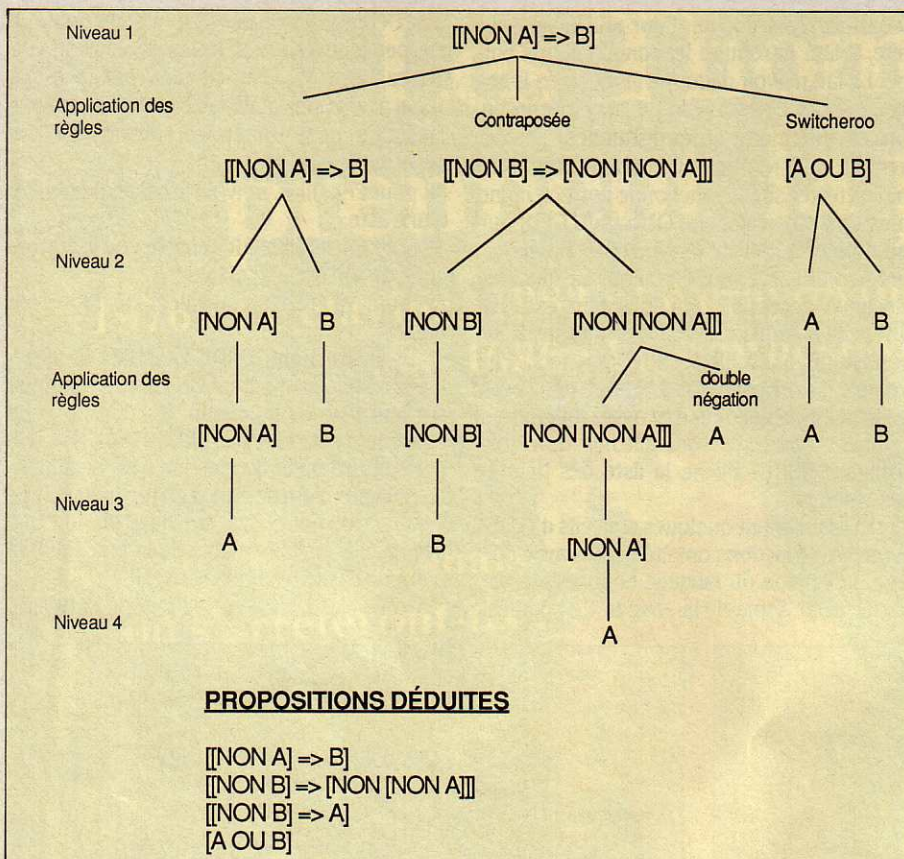 Niveau 1
[[NON A] => B]
Application des
règles
Contraposée
Switcheroo
[[NON A] => B]
[[NON B] => [NON [NON A]]]
[A OU B]
Niveau 2
[NON A]
B
[NON B]
[NON [NON A]]]
A
B
Application des
règles
double
négation
[NON A]
B
[NON B]
[NON [NON A]]]
A
A
B
Niveau 3
A
B
[NON A]
Niveau 4
A
PROPOSITIONS DÉDUITES
[[NON A] => B]
[[NON B] => [NON [NON A]]]
[[NON B] => A]
[A OU B]